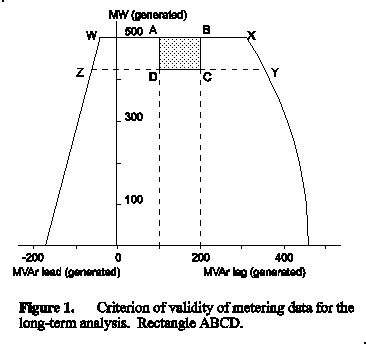 MW (generated)
W 500 A B X
Z D C Y
300
100
-200 0 200 400
MVAr lead (generated) MVAr lag (generated)
Figure 1. Criterion of validity of metering data for the
long-term analysis. Rectangle ABCD.